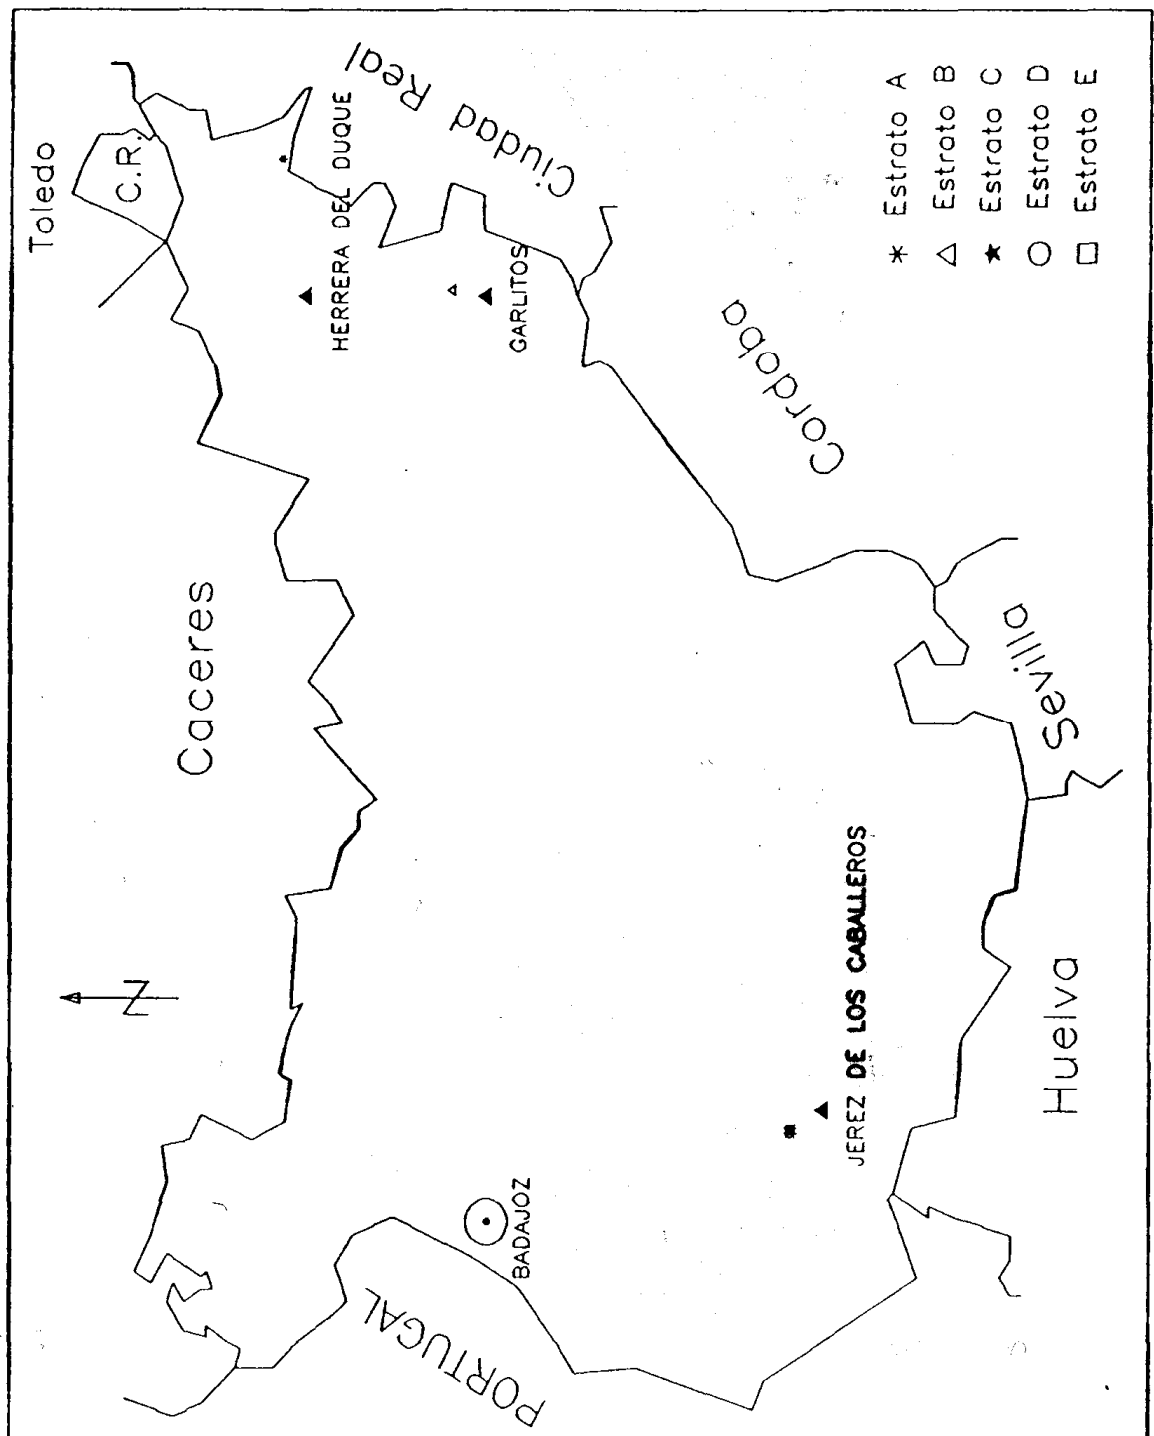 Toledo
C.R.
Ciudad Real
HERRERA DEL DUQUE
GARLITOS
Caceres
Cordoba
N
BADAJOZ
JEREZ DE LOS CABALLEROS
Sevilla
PORTUGAL
Huelva
* Estrato A
△ Estrato B
★ Estrato C
○ Estrato D
□ Estrato E